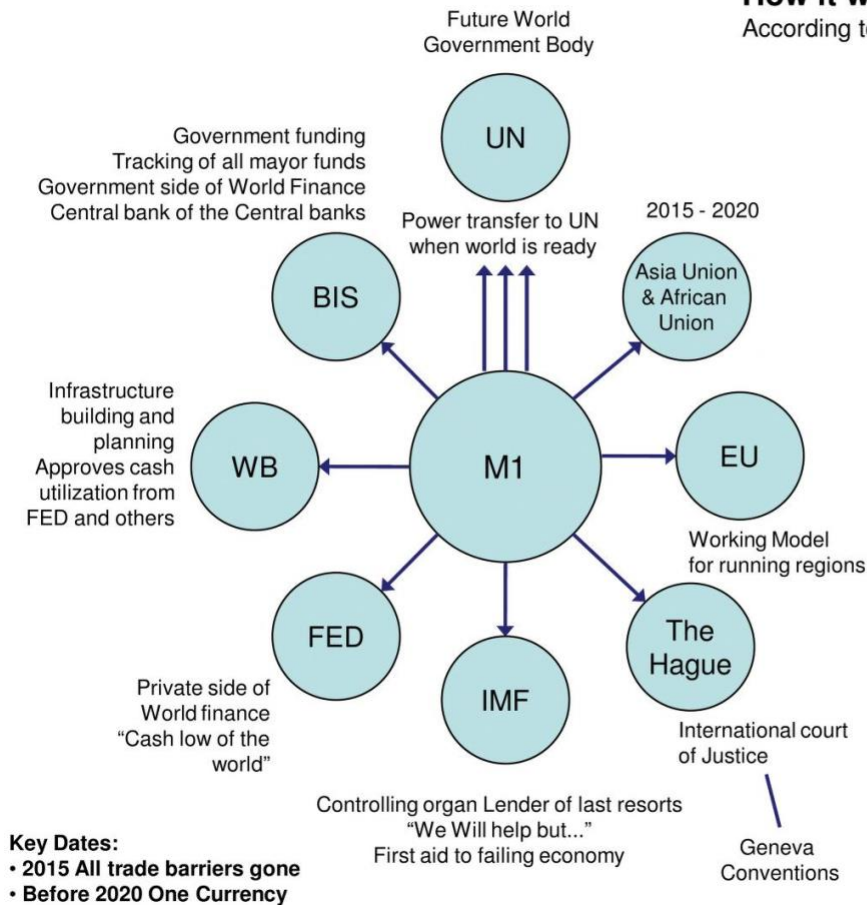 According
Future World
Government Body
UN
Government funding
Tracking of all mayor funds
Government side of World Finance
Central bank of the Central banks
Power transfer to UN
when world is ready
2015 - 2020
Asia Union
& African
Union
BIS
Infrastructure
building and
planning
Approves cash
utilization from
FED and others
WB
M1
EU
Working Model
for running regions
FED
The
Hague
IMF
Private side of
World finance
“Cash low of the
world”
International court
of Justice
Controlling organ Lender of last resorts
“We Will help but...”
First aid to failing economy
Geneva
Conventions
Key Dates:
• 2015 All trade barriers gone
• Before 2020 One Currency